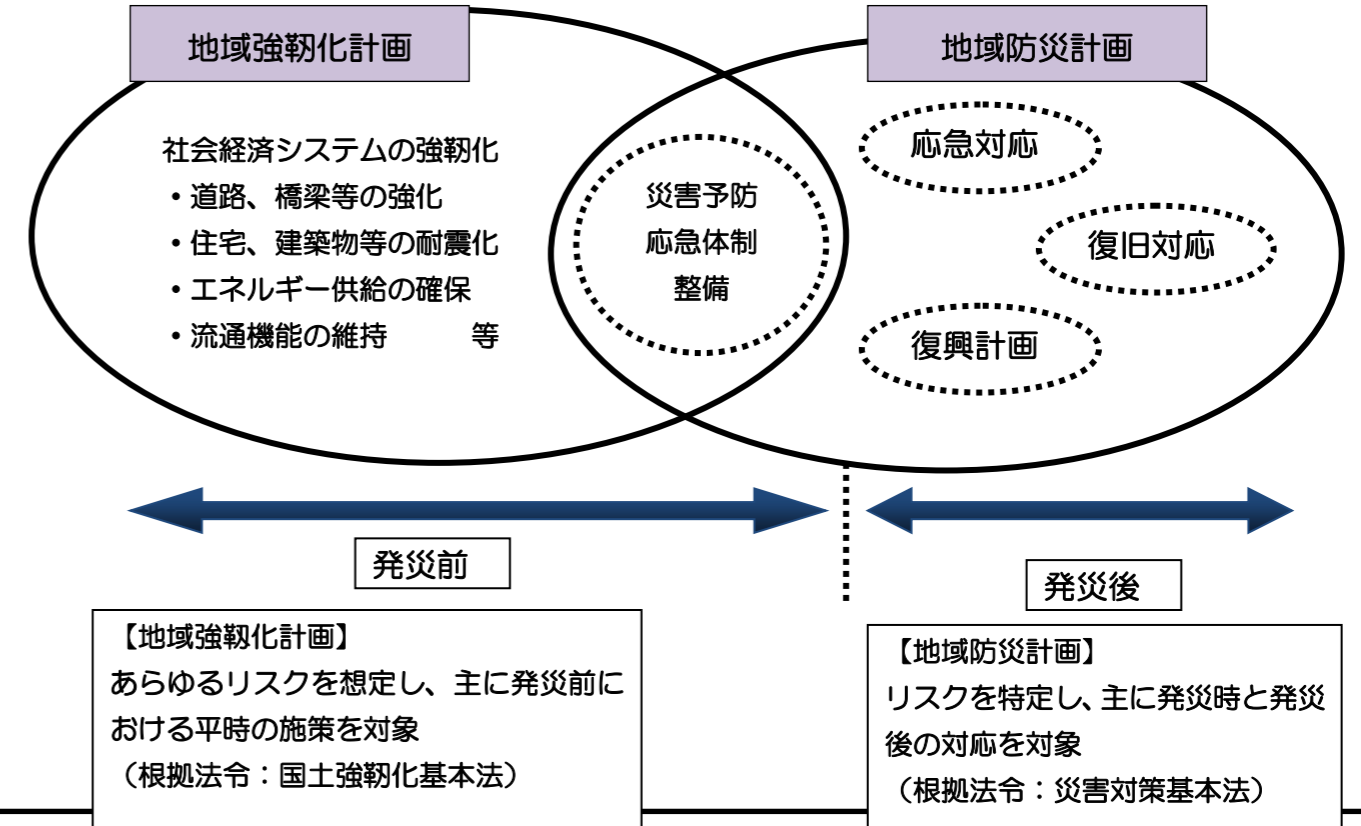 地域強靱化計画
地域防災計画
社会経済システムの強靱化
・道路、橋梁等の強化
・住宅、建築物等の耐震化
・エネルギー供給の確保
・流通機能の維持　　　等
災害予防
応急体制
整備
応急対応
復旧対応
復興計画
発災前
発災後
【地域強靱化計画】
あらゆるリスクを想定し、主に発災前に
おける平時の施策を対象
（根拠法令：国土強靱化基本法）
【地域防災計画】
リスクを特定し、主に発災時と発災
後の対応を対象
（根拠法令：災害対策基本法）